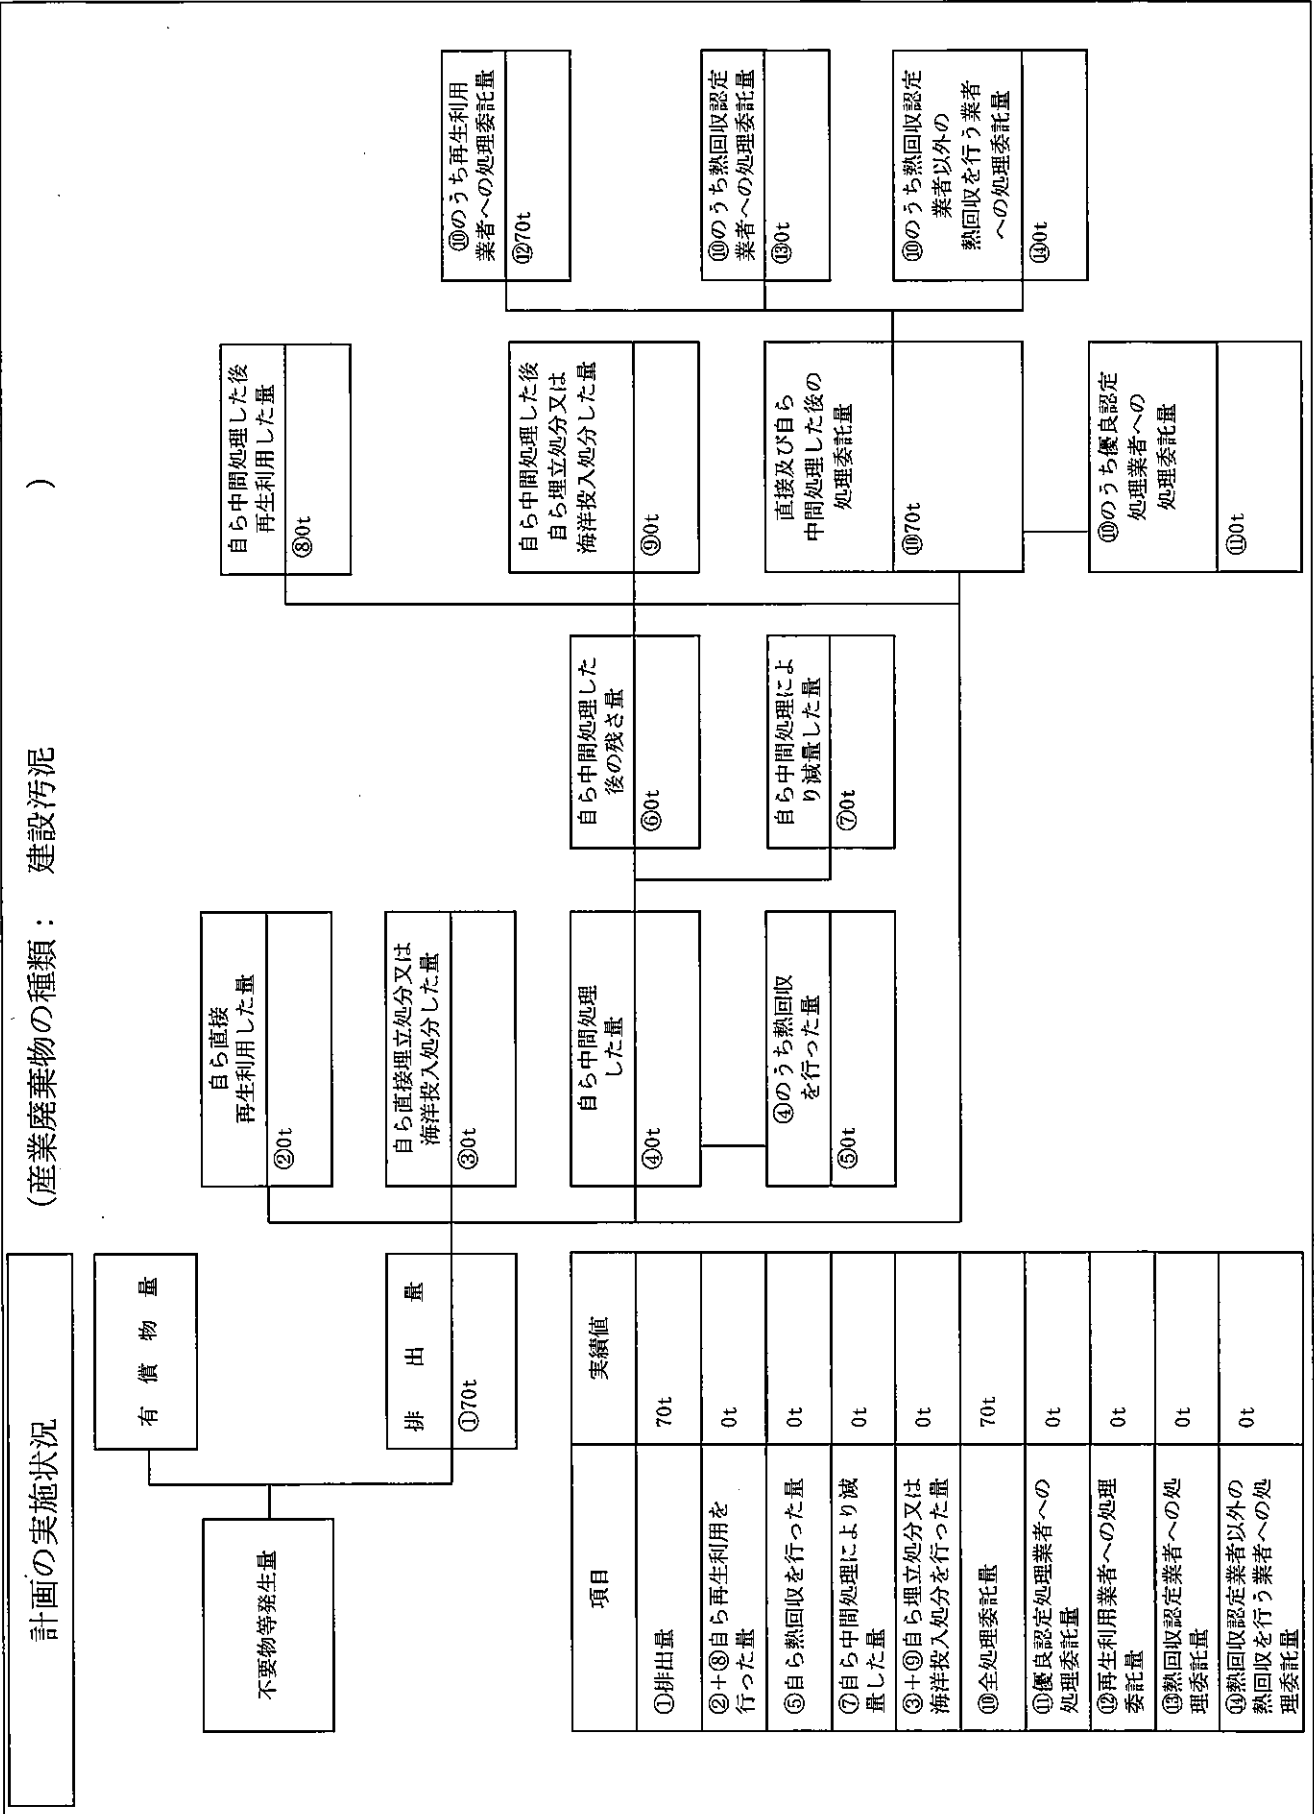 計画の実施状況
(産業廃棄物の種類： 建設汚泥 )
不要物等発生量
有償物量
排出量
①70t
自ら直接
再生利用した量
②0t
自ら直接埋立処分又は
海洋投入処分した量
③0t
自ら中間処理
した量
④0t
④のうち熱回収
を行った量
⑤0t
自ら中間処理した
後の残さ量
⑥0t
自ら中間処理によ
り減量した量
⑦0t
自ら中間処理した後
再生利用した量
⑧0t
自ら中間処理した後
自ら埋立処分又は
海洋投入処分した量
⑨0t
直接及び自ら
中間処理した後の
処理委託量
⑩70t
⑩のうち優良認定
処理業者への
処理委託量
⑪0t
⑩のうち再生利用
業者への処理委託量
⑫70t
⑩のうち熱回収認定
業者への処理委託量
⑬0t
⑩のうち熱回収認定
業者以外の
熱回収を行う業者
への処理委託量
⑭0t
項目 実績値
①排出量 70t
②+⑧自ら再生利用を
行った量 0t
⑤自ら熱回収を行った量 0t
⑦自ら中間処理により減
量した量 0t
③+⑨自ら埋立処分又は
海洋投入処分を行った量 0t
⑩全処理委託量 70t
⑪優良認定処理業者への
処理委託量 0t
⑫再生利用業者への処理
委託量 0t
⑬熱回収認定業者への処
理委託量 0t
⑭熱回収認定業者以外の
熱回収を行う業者への処
理委託量 0t